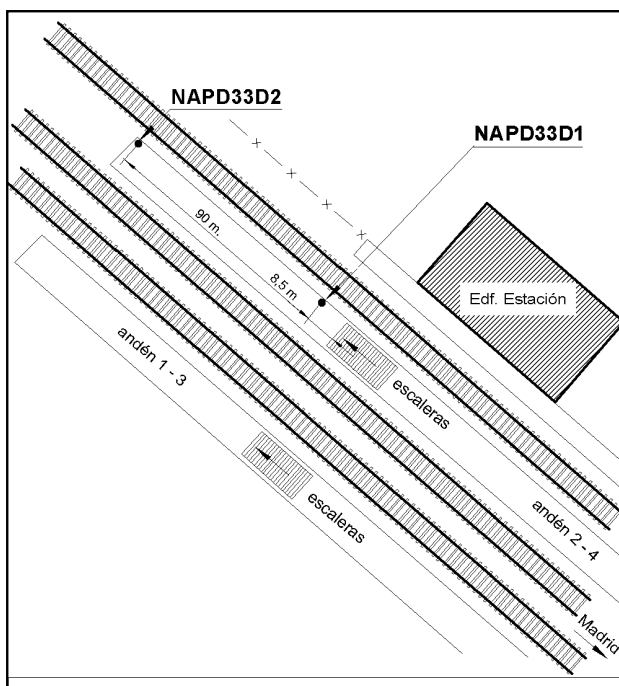 NAPD33D2
NAPD33D1
90 m.
8,5 m
Edf. Estación
andén 1 - 3
escaleras
escaleras
andén 2 - 4
Madrid